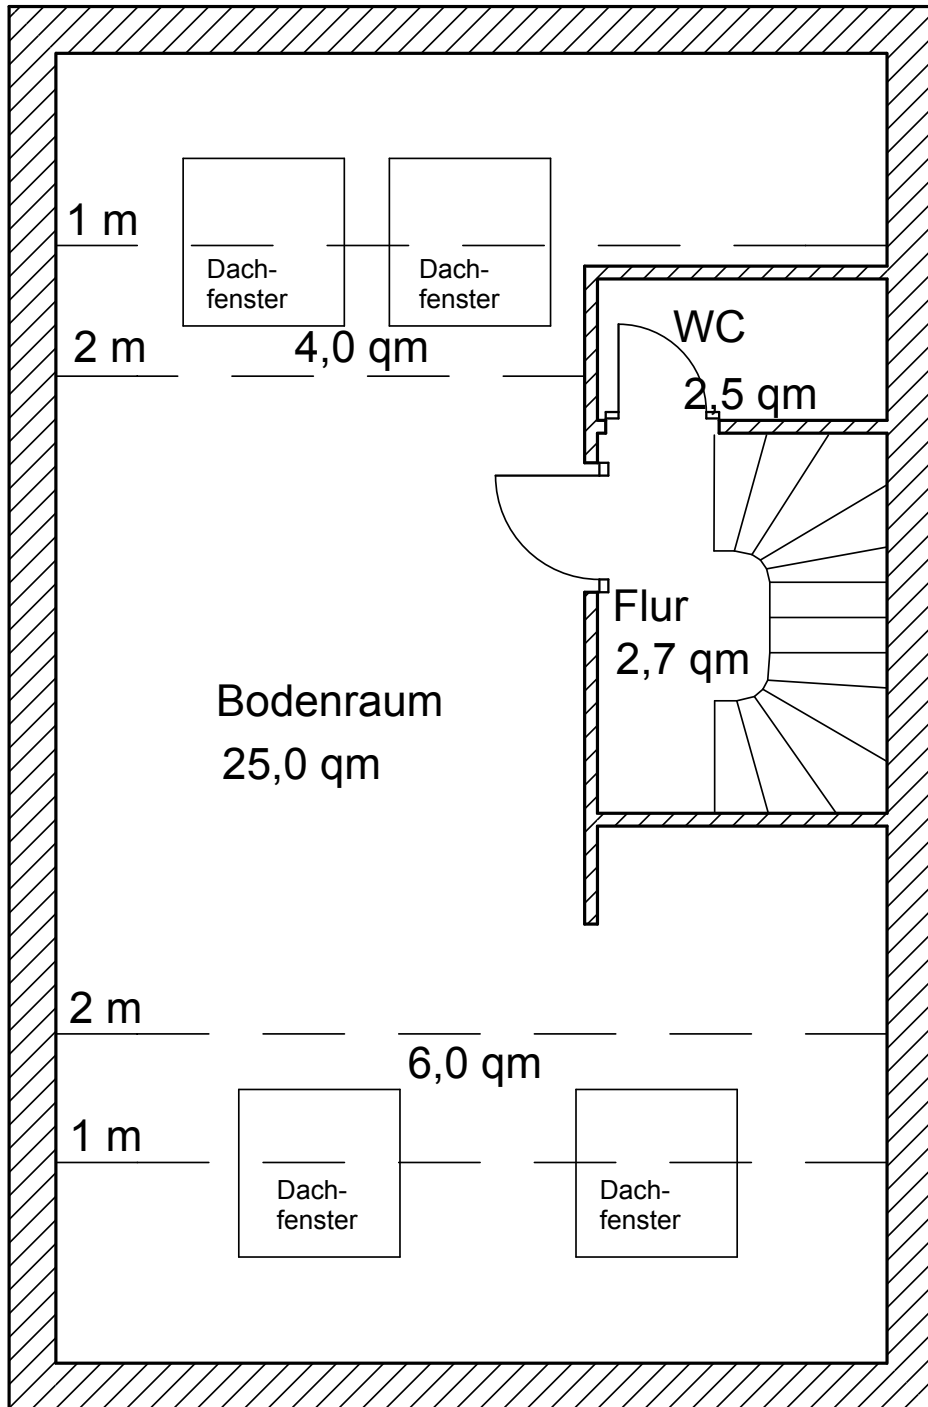 1 m
Dach-
fenster
Dach-
fenster
WC
2 m
4,0 qm
2,5 qm
Flur
2,7 qm
Bodenraum
25,0 qm
2 m
6,0 qm
1 m
Dach-
fenster
Dach-
fenster